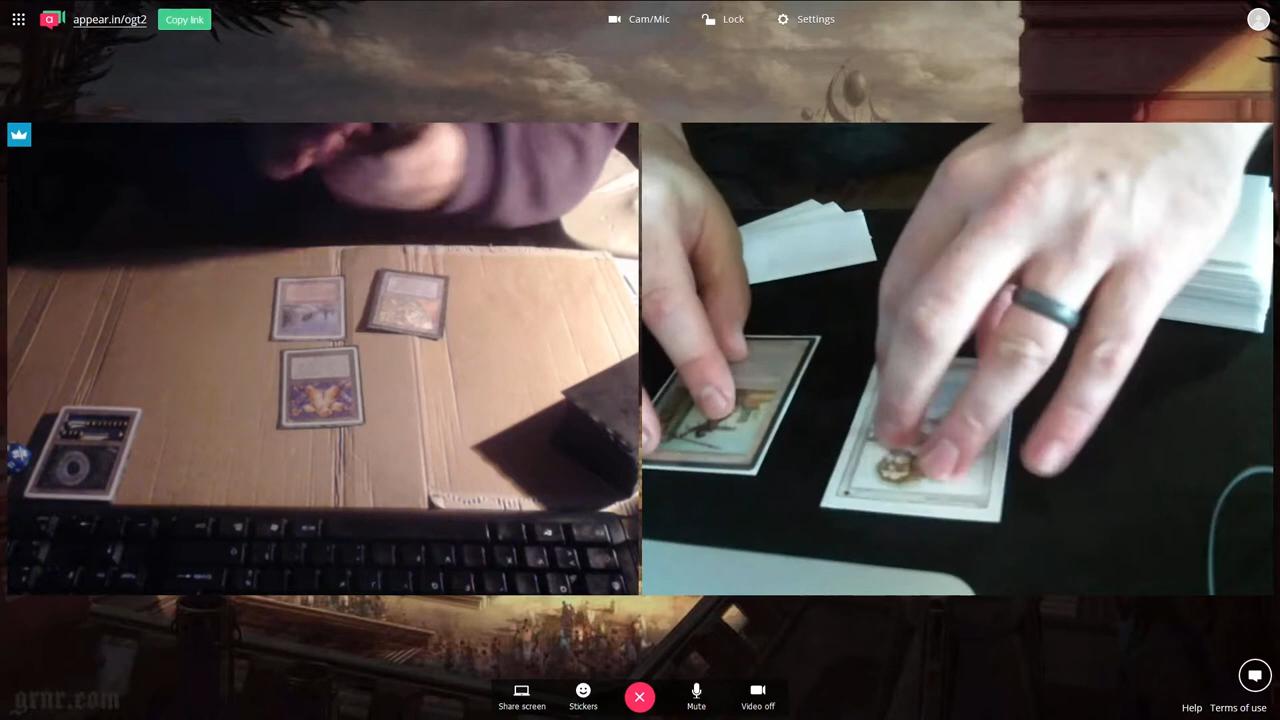 appear.in/ogt2
Copy link
Cam/Mic
Lock
Settings
grnr.com
Share screen
Stickers
Mute
Video off
Help
Terms of use